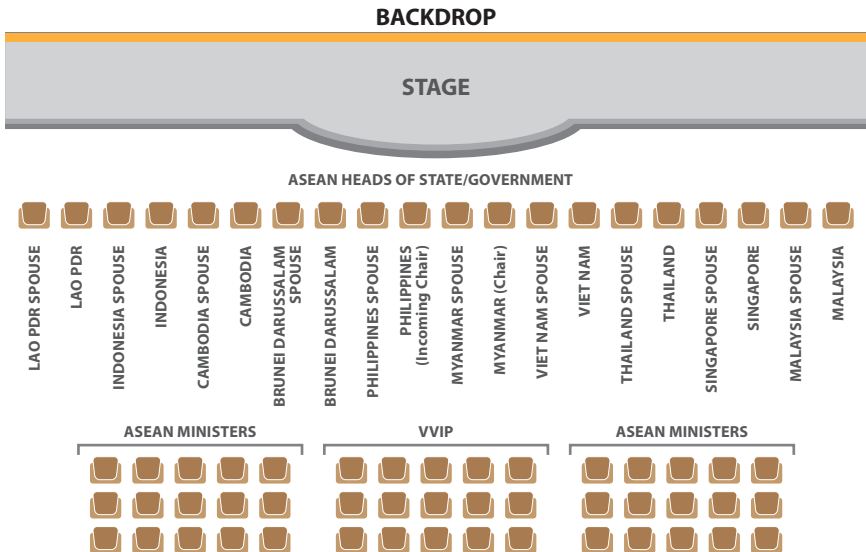 BACKDROP
STAGE
ASEAN HEADS OF STATE/GOVERNMENT
LAO PDR SPOUSE
LAO PDR
INDONESIA SPOUSE
INDONESIA
CAMBODIA SPOUSE
CAMBODIA
BRUNEI DARUSSALAM
SPOUSE
BRUNEI DARUSSALAM
PHILIPPINES SPOUSE
PHILIPPINES
(Incoming Chair)
MYANMAR SPOUSE
MYANMAR (Chair)
VIET NAM SPOUSE
VIET NAM
THAILAND SPOUSE
THAILAND
SINGAPORE SPOUSE
SINGAPORE
MALAYSIA SPOUSE
MALAYSIA
ASEAN MINISTERS
VVIP
ASEAN MINISTERS